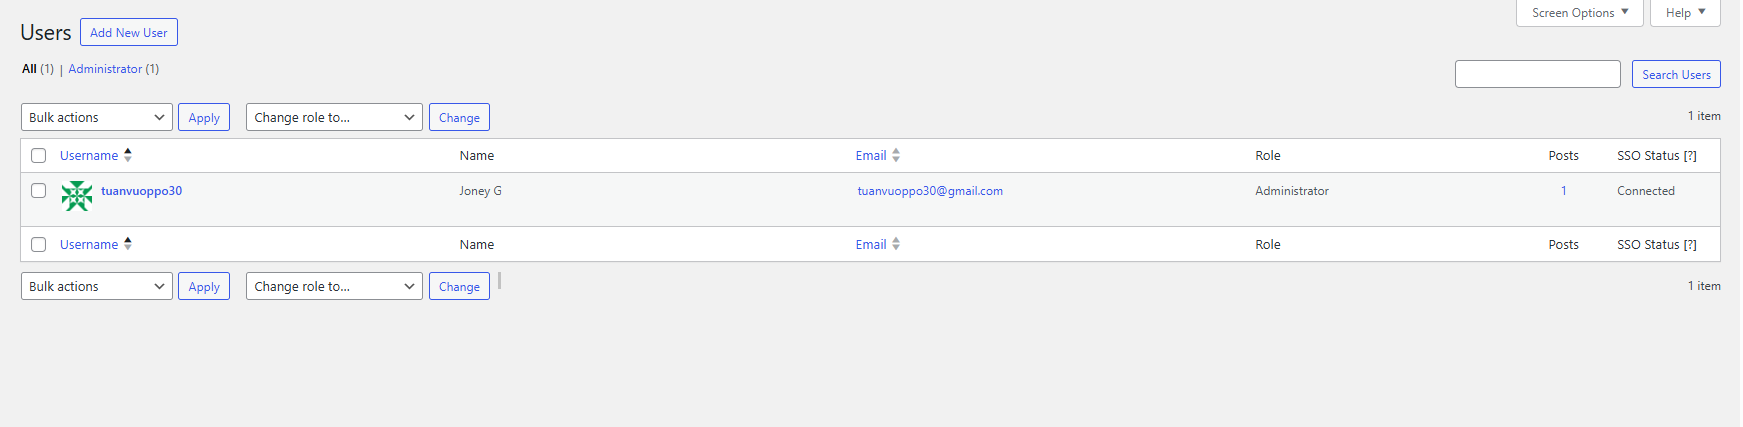 Screen Options Help
Users Add New User
All (1) | Administrator (1)
Search Users
Bulk actions Apply Change role to... Change 1 item
Username Name Email Role Posts SSO Status [?]
tuanvuoppo30 Joney G tuanvuoppo30@gmail.com Administrator 1 Connected
Username Name Email Role Posts SSO Status [?]
Bulk actions Apply Change role to... Change 1 item